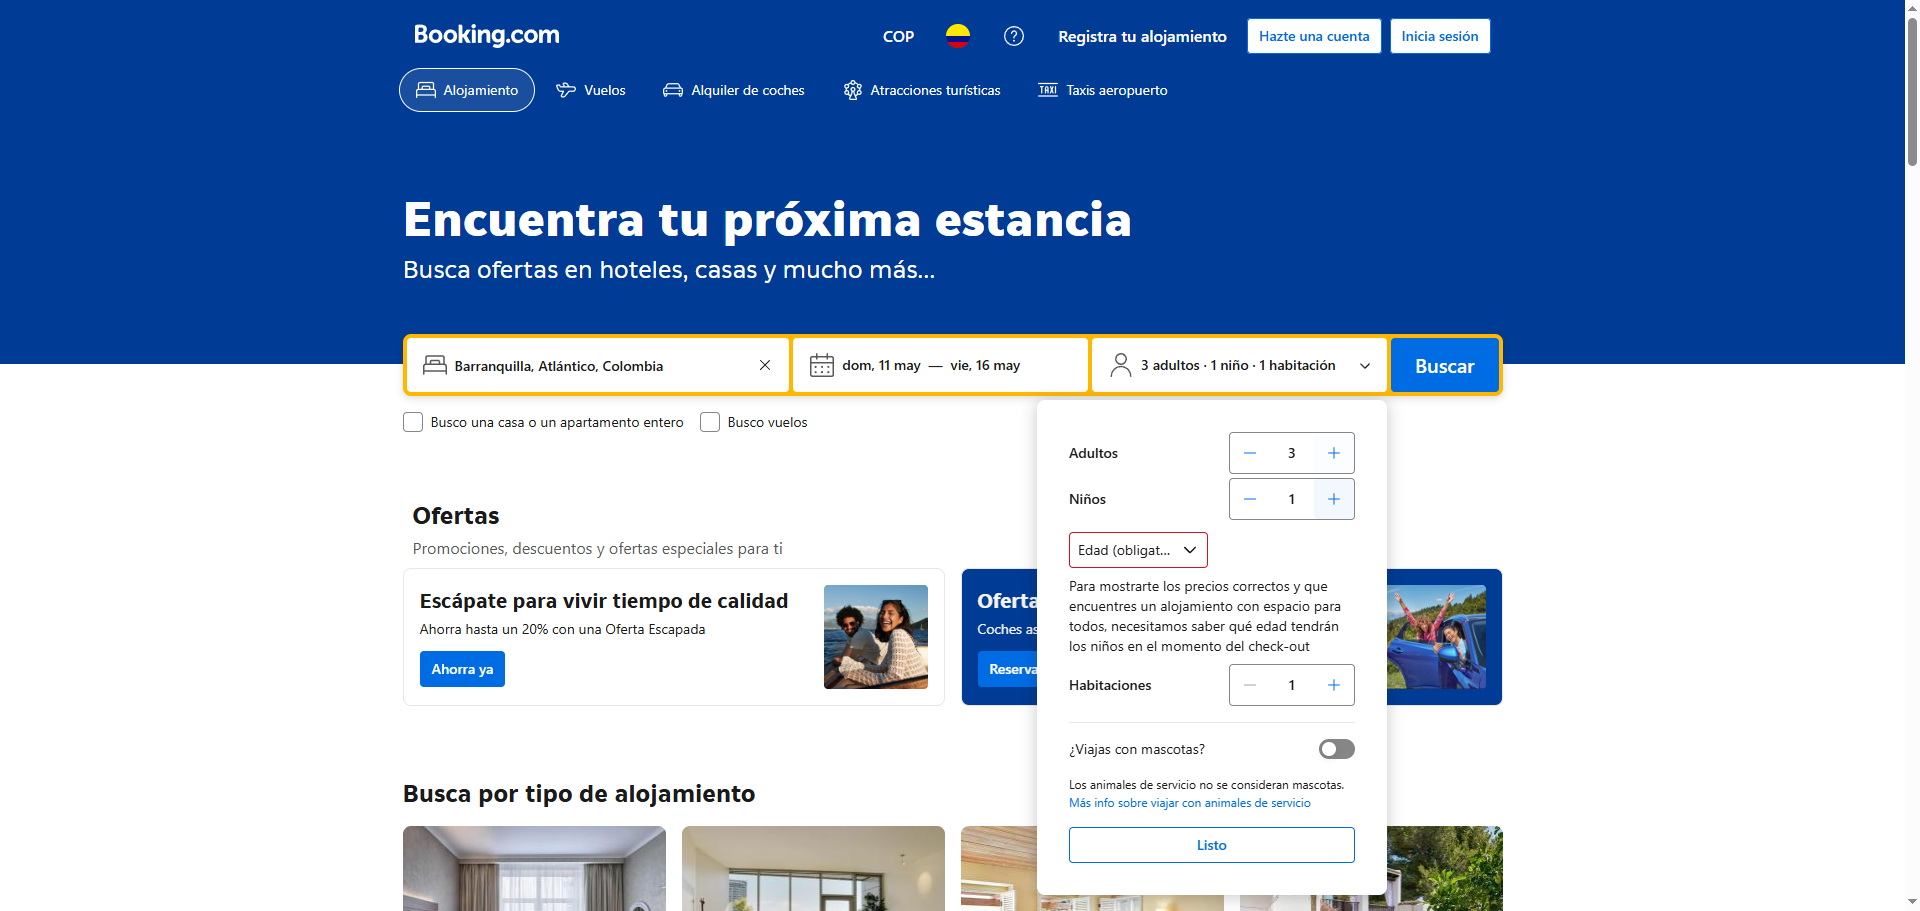 Booking.com
COP
Registra tu alojamiento
Hazte una cuenta
Inicia sesión
Alojamiento
Vuelos
Alquiler de coches
Atracciones turísticas
TAXI
Taxis aeropuerto
Encuentra tu próxima estancia
Busca ofertas en hoteles, casas y mucho más...
Barranquilla, Atlántico, Colombia
dom, 11 may — vie, 16 may
3 adultos · 1 niño · 1 habitación
Buscar
Busco una casa o un apartamento entero
Busco vuelos
Adultos
3
Niños
1
Edad (obligat...
Para mostrarte los precios correctos y que
encuentres un alojamiento con espacio para
todos, necesitamos saber qué edad tendrán
los niños en el momento del check-out
Habitaciones
1
¿Viajas con mascotas?
Los animales de servicio no se consideran mascotas.
Más info sobre viajar con animales de servicio
Listo
Ofertas
Promociones, descuentos y ofertas especiales para ti
Escápate para vivir tiempo de calidad
Ahorra hasta un 20% con una Oferta Escapada
Ahorra ya
Oferta
Coches as
Reserva
Busca por tipo de alojamiento